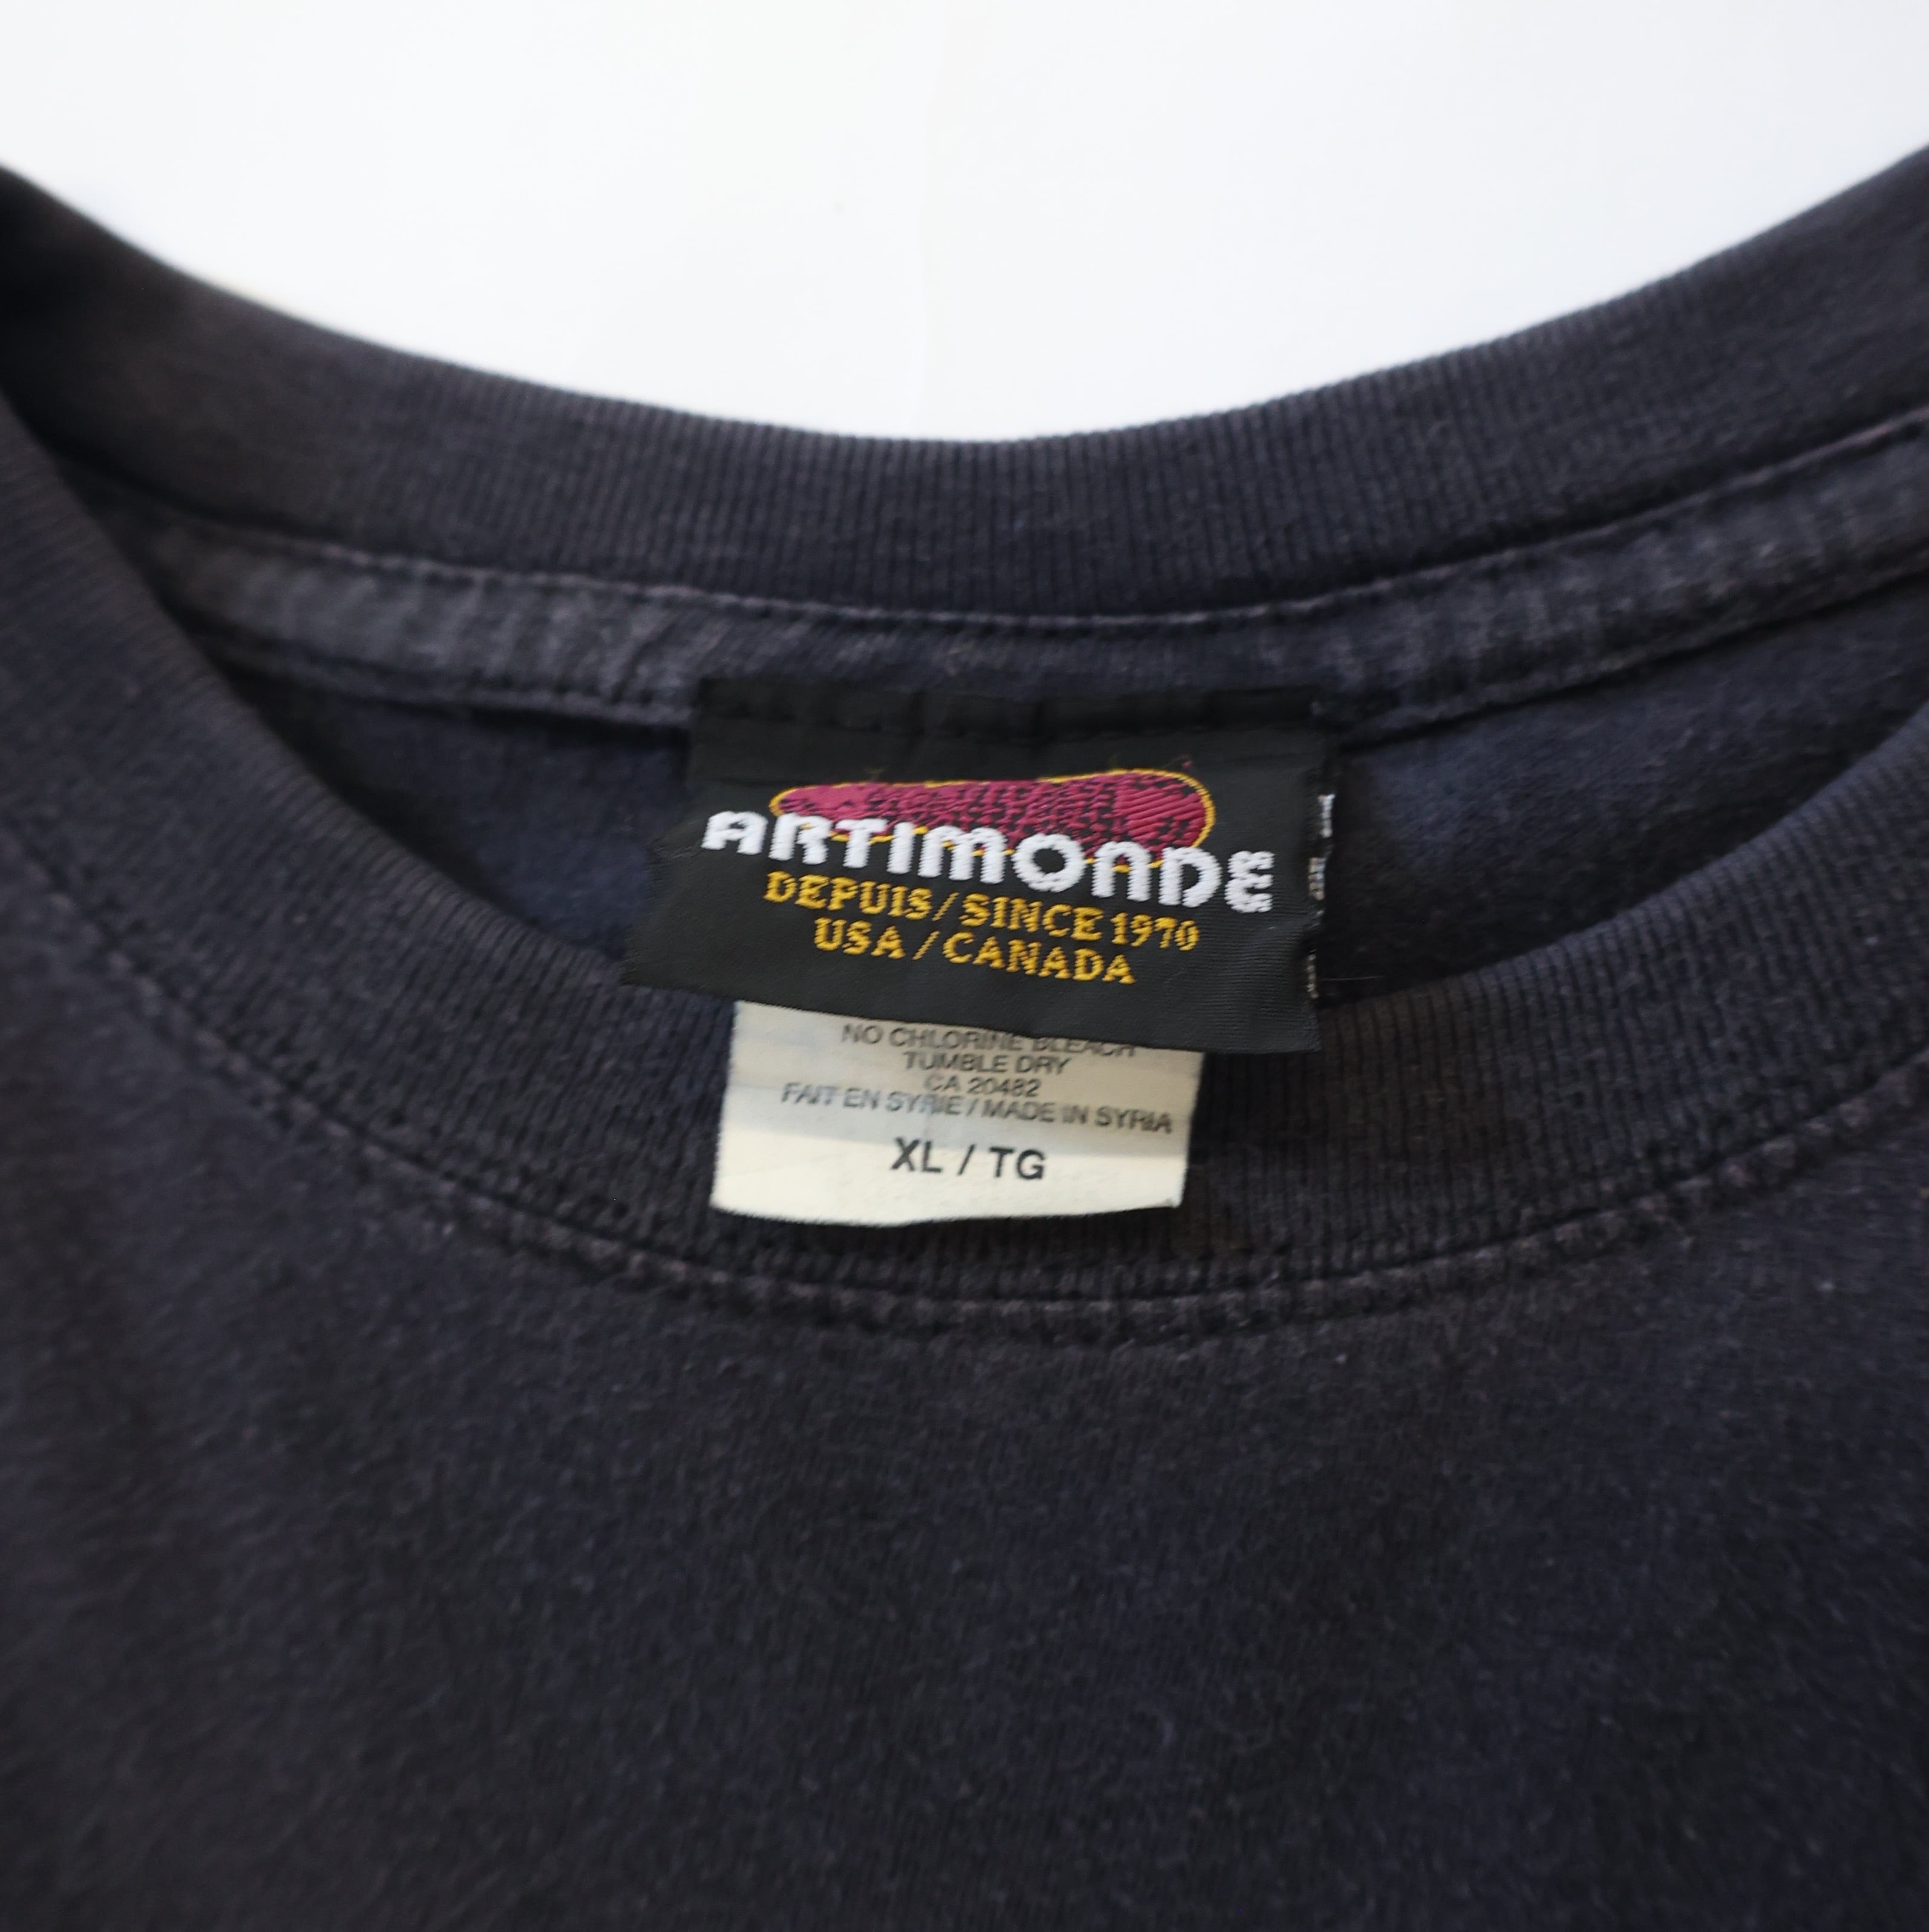 ARTIMONDE
DEPUIS/SINCE 1970
USA/CANADA
NO CHLORINE BLEACH
TUMBLE DRY
CA 20482
FAIT EN SYRIE / MADE IN SYRIA
XL / TG